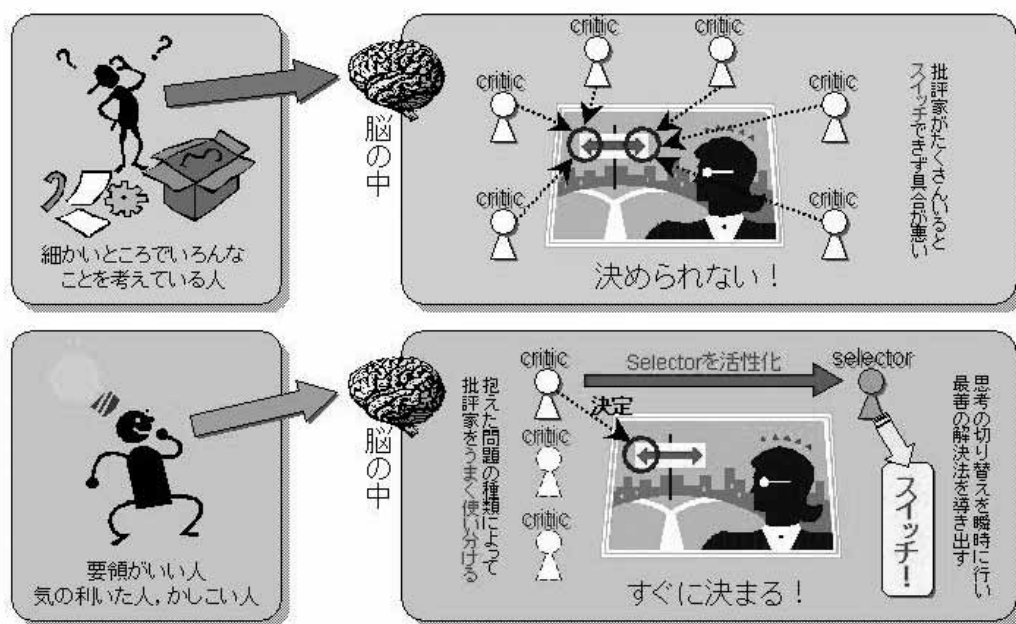 ? ?
細かいところでいろんな
ことを考えている人
脳の中
critic
critic
critic
critic
critic
critic
批評家がたくさんいると
スイッチできず具合が悪い
決められない!
要領がいい人
気の利いた人,かしこい人
脳の中
抱えた問題の種類によって
批評家をうまく使い分ける
critic
critic
critic
Selectorを活性化
selector
決定
スイッチ!
思考の切り替えを瞬時に行い
最善の解決法を導き出す
すぐに決まる!